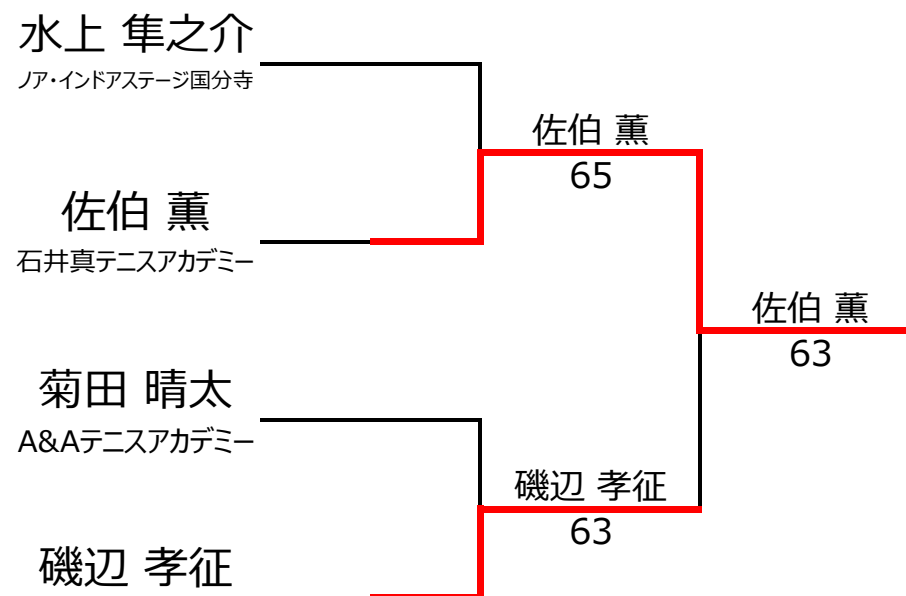 水上 隼之介
ノア・インドアステージ国分寺
佐伯 薫
65
佐伯 薫
石井真テニスアカデミー
佐伯 薫
63
菊田 晴太
A&Aテニスアカデミー
磯辺 孝征
63
磯辺 孝征